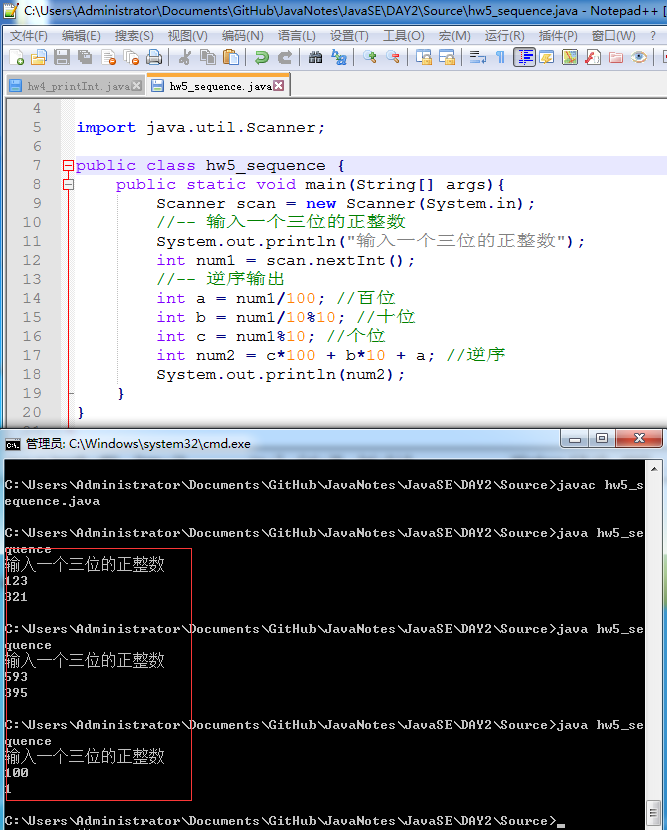 C:\Users\Administrator\Documents\GitHub\JavaNotes\JavaSE\DAY2\Source\hw5_sequence.java - Notepad++ [
文件(F) 编辑(E) 搜索(S) 视图(V) 编码(N) 语言(L) 设置(T) 工具(O) 宏(M) 运行(R) 插件(P) 窗口(W) ?
hw4_printInt.java hw5_sequence.java
4
5 import java.util.Scanner;
6
7 public class hw5_sequence {
8 public static void main(String[] args){
9 Scanner scan = new Scanner(System.in);
10 //-- 输入一个三位的正整数
11 System.out.println("输入一个三位的正整数");
12 int num1 = scan.nextInt();
13 //-- 逆序输出
14 int a = num1/100; //百位
15 int b = num1/10%10; //十位
16 int c = num1%10; //个位
17 int num2 = c*100 + b*10 + a; //逆序
18 System.out.println(num2);
19 }
20 }
管理员: C:\Windows\system32\cmd.exe
C:\Users\Administrator\Documents\GitHub\JavaNotes\JavaSE\DAY2\Source>javac hw5_s
equence.java
C:\Users\Administrator\Documents\GitHub\JavaNotes\JavaSE\DAY2\Source>java hw5_se
quence
输入一个三位的正整数
123
321
C:\Users\Administrator\Documents\GitHub\JavaNotes\JavaSE\DAY2\Source>java hw5_se
quence
输入一个三位的正整数
593
395
C:\Users\Administrator\Documents\GitHub\JavaNotes\JavaSE\DAY2\Source>java hw5_se
quence
输入一个三位的正整数
100
1
C:\Users\Administrator\Documents\GitHub\JavaNotes\JavaSE\DAY2\Source>_